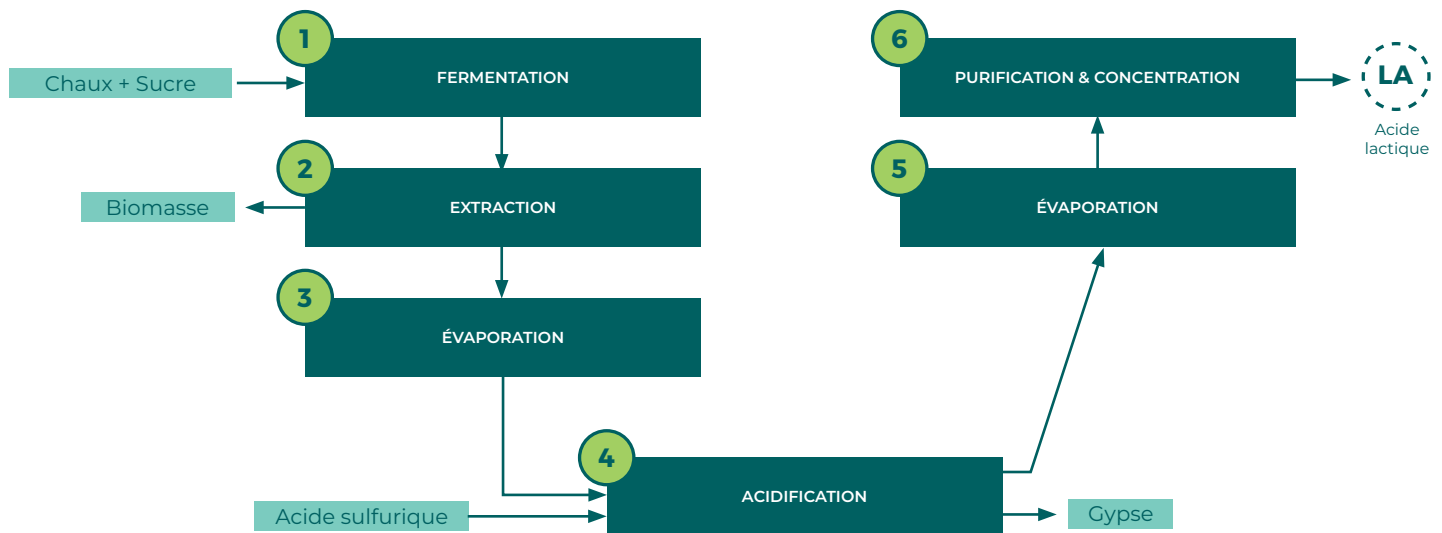 1
FERMENTATION
Chaux + Sucre
2
EXTRACTION
Biomasse
3
ÉVAPORATION
4
ACIDIFICATION
Acide sulfurique
Gypse
5
ÉVAPORATION
6
PURIFICATION & CONCENTRATION
LA
Acide
lactique